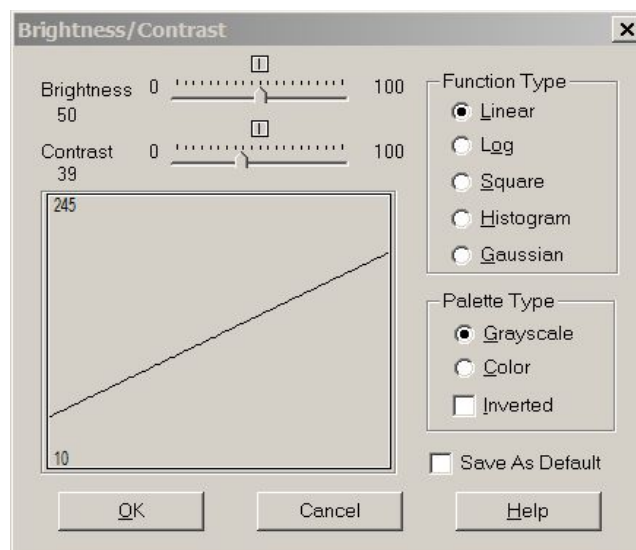 Brightness/Contrast
Brightness 0 100
50
Contrast 0 100
39
245
10
Function Type
Linear
Log
Square
Histogram
Gaussian
Palette Type
Grayscale
Color
Inverted
Save As Default
OK Cancel Help